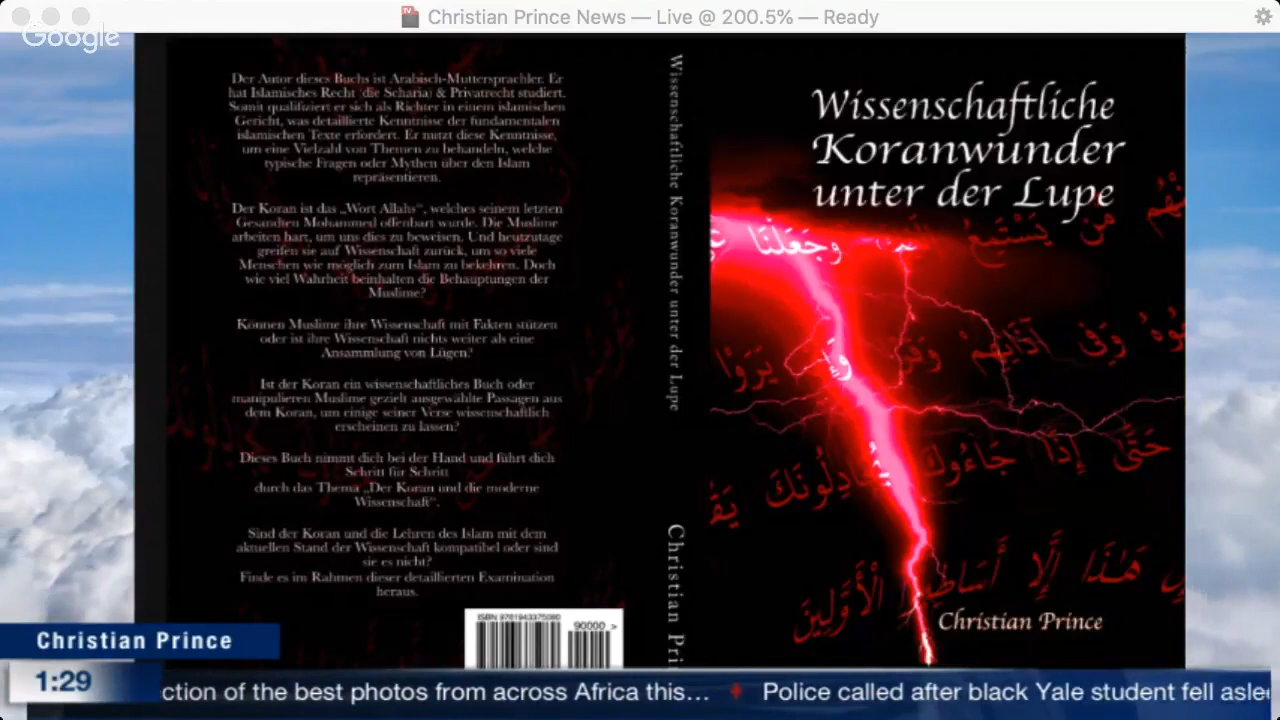 Christian Prince News — Live @ 200.5% — Ready
Google
Der Autor dieses Buchs ist Arabisch-Muttersprachler. Er
hat Islamisches Recht (die Scharia) & Privatrecht studiert.
Somit qualifiziert er sich als Richter in einem islamischen
Gericht, was detaillierte Kenntnisse der fundamentalen
islamischen Texte erfordert. Er nutzt diese Kenntnisse,
um eine Vielzahl von Themen zu behandeln, welche
typische Fragen oder Mythen über den Islam
repräsentieren.
Der Koran ist das „Wort Allahs“, welches seinem letzten
Gesandten Mohammed offenbart wurde. Die Muslime
arbeiten hart, um uns dies zu beweisen. Und heutzutage
greifen sie auf Wissenschaft zurück, um so viele
Menschen wie möglich zum Islam zu bekehren. Doch
wie viel Wahrheit beinhalten die Behauptungen der
Muslime?
Können Muslime ihre Wissenschaft mit Fakten stützen
oder ist ihre Wissenschaft nichts weiter als eine
Ansammlung von Lügen?
Ist der Koran ein wissenschaftliches Buch oder
manipulieren Muslime gezielt ausgewählte Passagen aus
dem Koran, um einige seiner Verse wissenschaftlich
erscheinen zu lassen?
Dieses Buch nimmt dich bei der Hand und führt dich
Schritt für Schritt
durch das Thema „Der Koran und die moderne
Wissenschaft“.
Sind der Koran und die Lehren des Islam mit dem
aktuellen Stand der Wissenschaft kompatibel oder sind
sie es nicht?
Finde es im Rahmen dieser detaillierten Examination
heraus.
ISBN 9781943375080
90000 >
Wissenschaftliche Koranwunder unter der Lupe
Christian Pri
Wissenschaftliche
Koranwunder
unter der Lupe
مَّن يَسْتَمِعُ وَجَعَلْنَا
آذَانِهِمْ يَرَوْا
حَتَّىٰ إِذَا جَاءُوكَ يُجَادِلُونَكَ
هَٰذَا إِلَّا أَسَاطِيرُ الْأَوَّلِينَ
Christian Prince
Christian Prince
1:29
ction of the best photos from across Africa this... ♦ Police called after black Yale student fell aslee